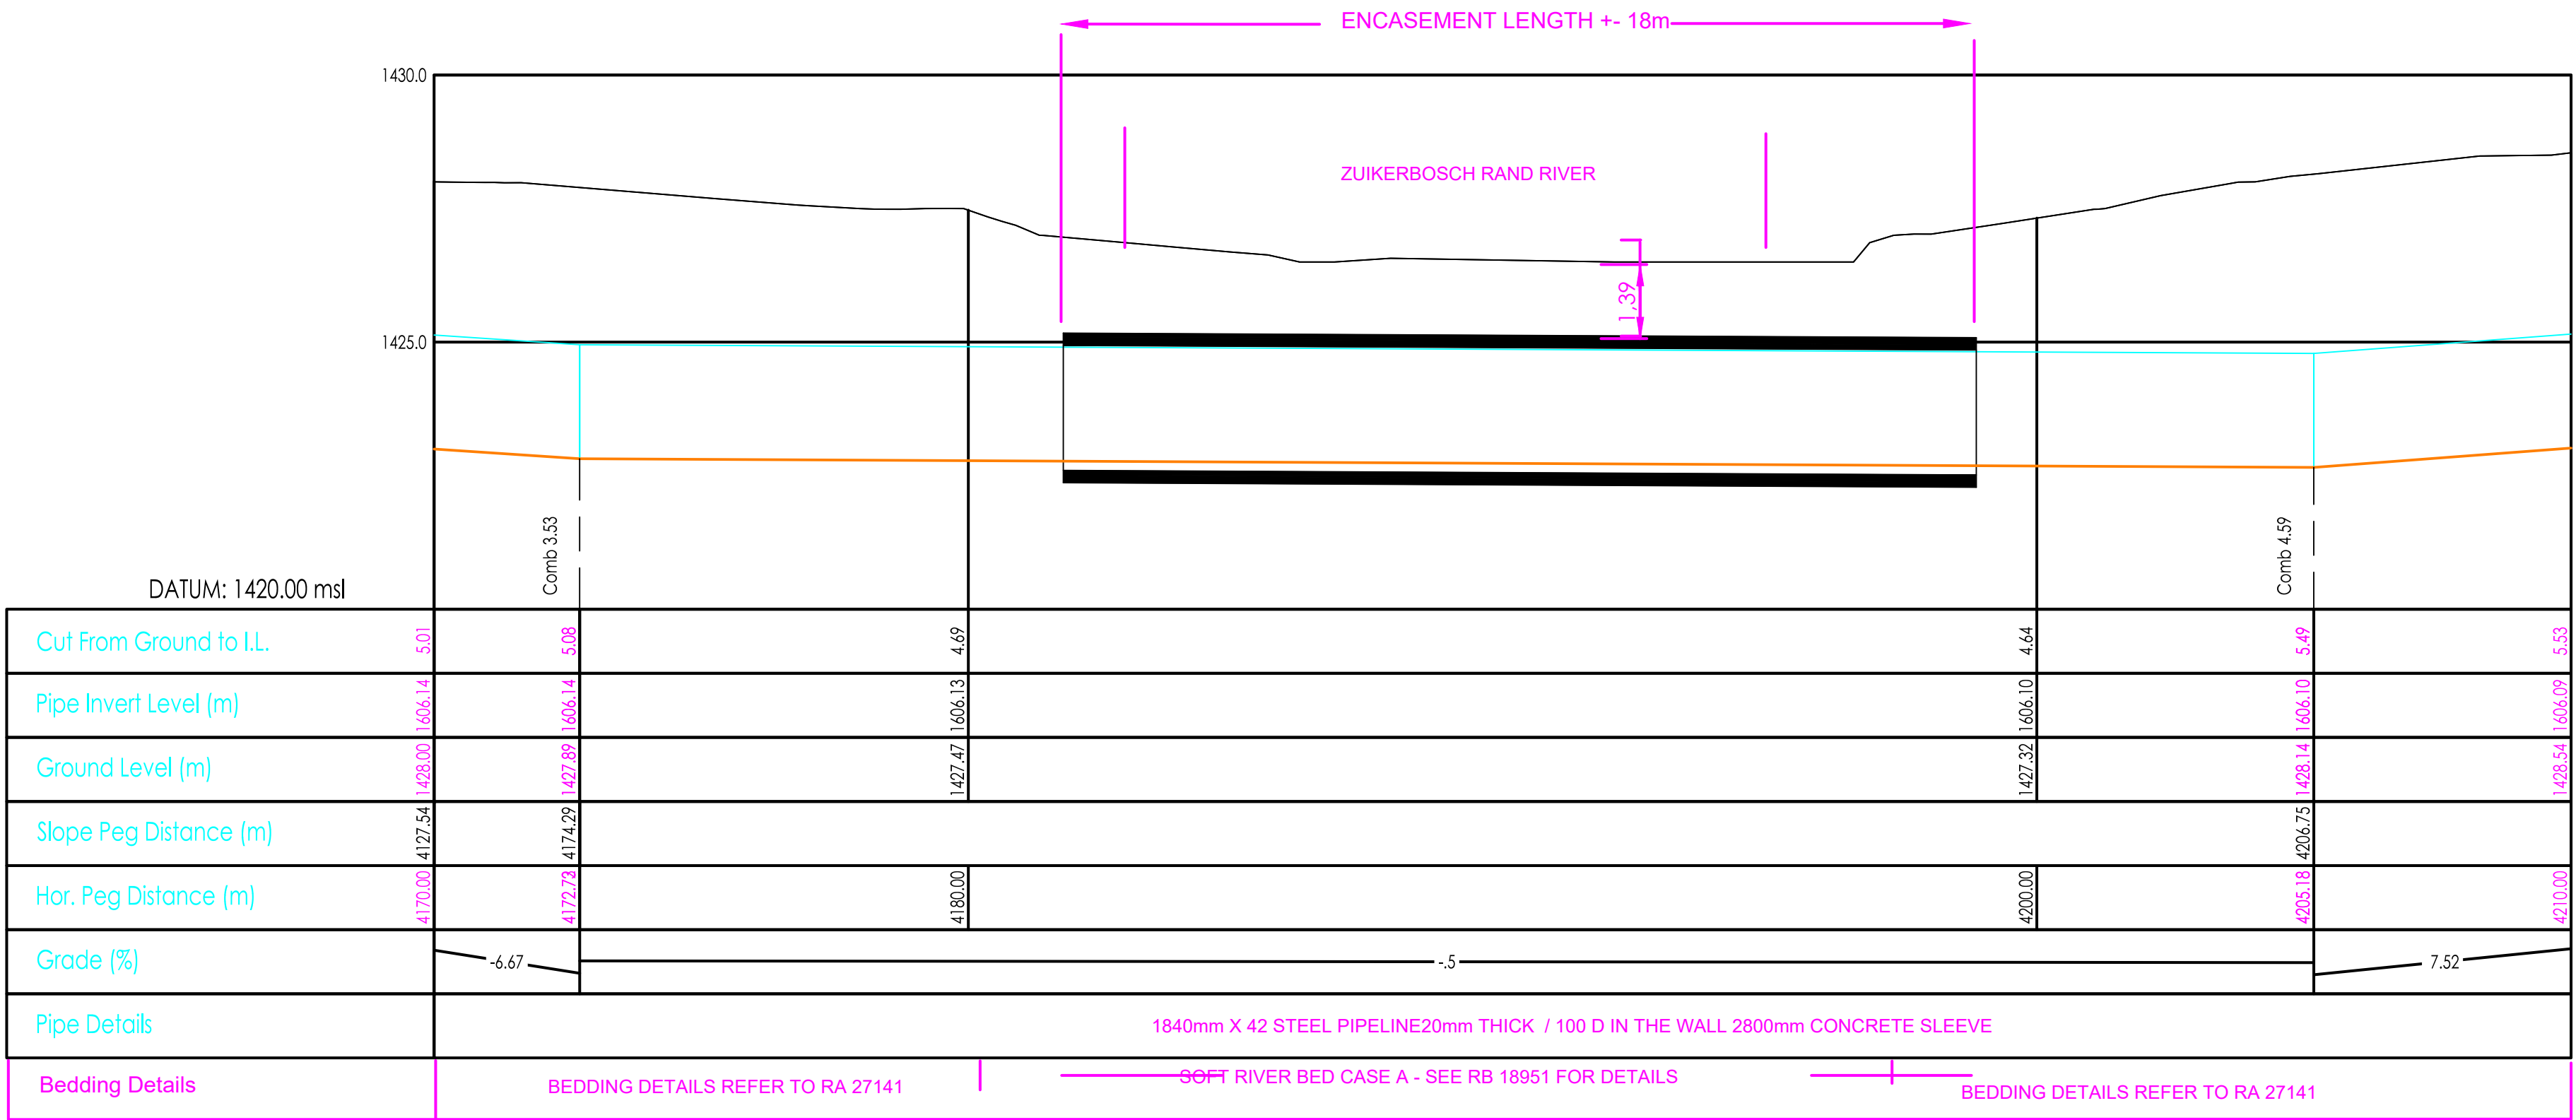 ENCASEMENT LENGTH +- 18m
1430.0
ZUIKERBOSCH RAND RIVER
1,39
1425.0
Comb 3.53
Comb 4.59
DATUM: 1420.00 msl
Cut From Ground to I.L. 5.01 5.08 4.69 4.64 5.49 5.53
Pipe Invert Level (m) 1606.14 1606.14 1606.13 1606.10 1606.10 1606.09
Ground Level (m) 1428.00 1427.89 1427.47 1427.32 1428.14 1428.54
Slope Peg Distance (m) 4127.54 4174.29 4206.75
Hor. Peg Distance (m) 4170.00 4172.73 4180.00 4200.00 4205.18 4210.00
Grade (%) -6.67 -.5 7.52
Pipe Details 1840mm X 42 STEEL PIPELINE20mm THICK / 100 D IN THE WALL 2800mm CONCRETE SLEEVE
Bedding Details BEDDING DETAILS REFER TO RA 27141 SOFT RIVER BED CASE A - SEE RB 18951 FOR DETAILS BEDDING DETAILS REFER TO RA 27141